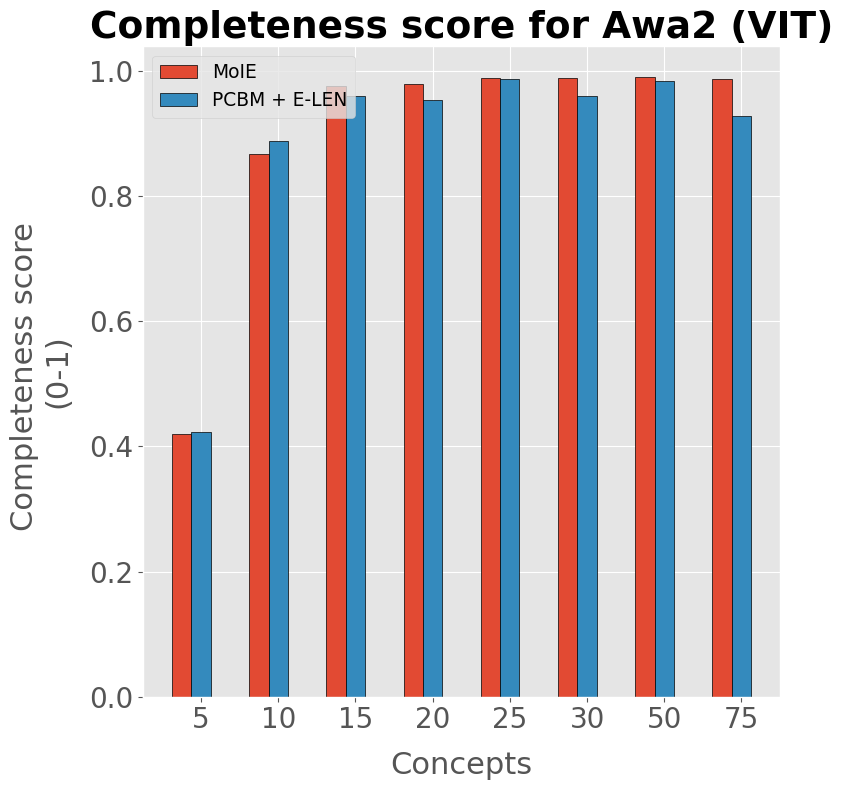 Completeness score for Awa2 (VIT)
MoIE
PCBM + E-LEN
1.0
0.8
0.6
0.4
0.2
0.0
Completeness score
(0-1)
5 10 15 20 25 30 50 75
Concepts